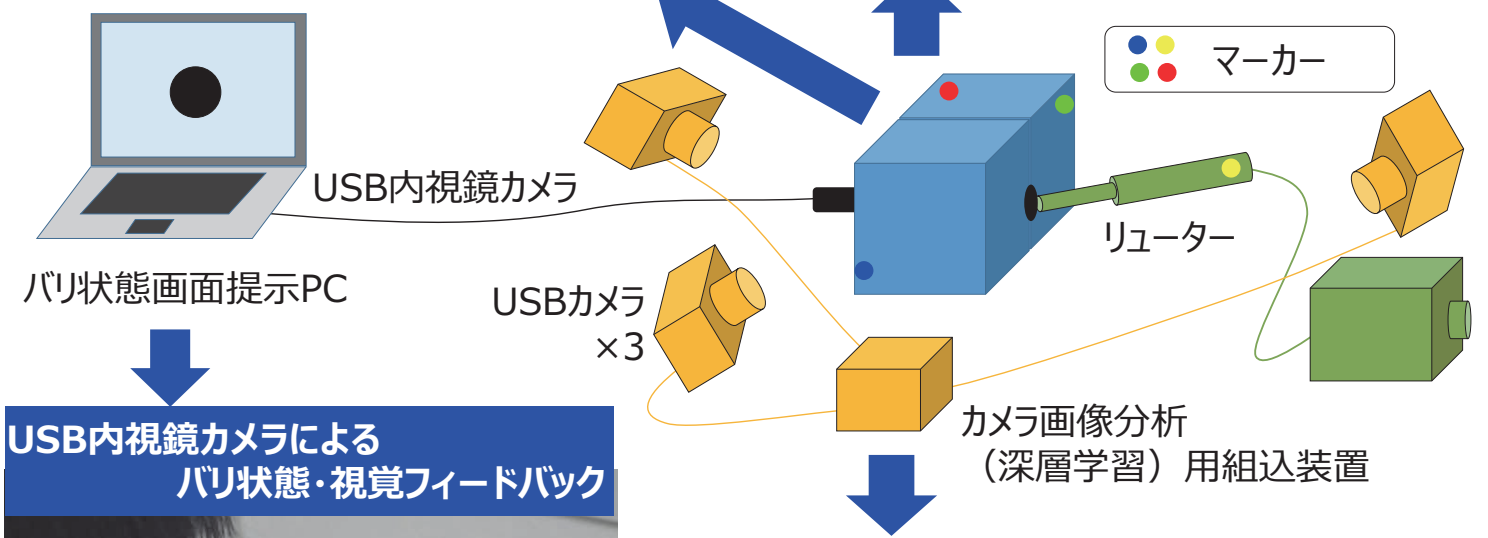 マーカー
USB内視鏡カメラ
リューター
バリ状態画面提示PC
USBカメラ
×3
カメラ画像分析
（深層学習）用組込装置
USB内視鏡カメラによる
バリ状態・視覚フィードバック